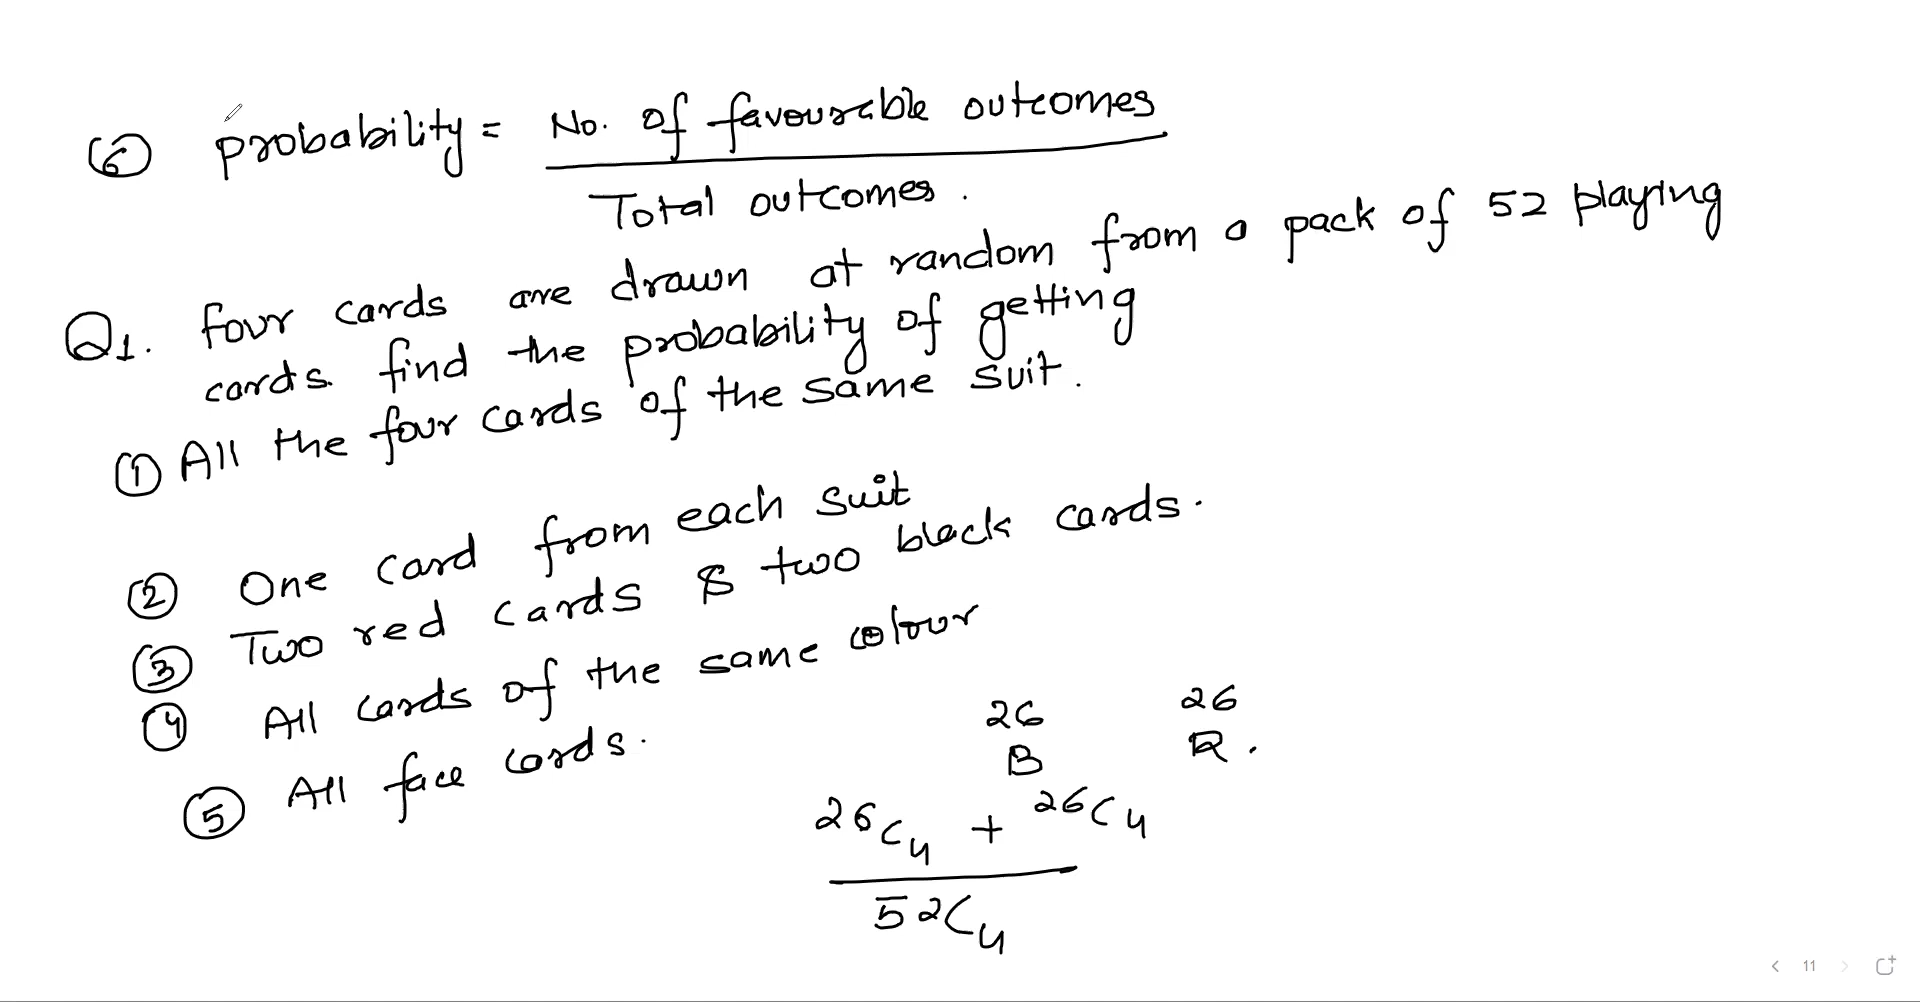 ⑥ probability = No. of favourable outcomes
Total outcomes.
Q1. four cards are drawn at random from a pack of 52 playing
cards. find the probability of getting
① All the four cards of the same suit.
② One card from each suit
③ Two red cards & two black cards.
④ All cards of the same colour
⑤ All face cards.
26 26
B R.
26C4 + 26C4
52C4
11